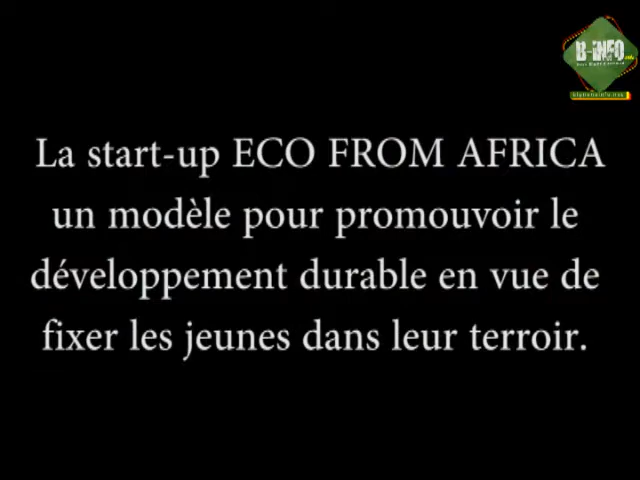 B-INFO
La start-up ECO FROM AFRICA
un modèle pour promouvoir le
développement durable en vue de
fixer les jeunes dans leur terroir.